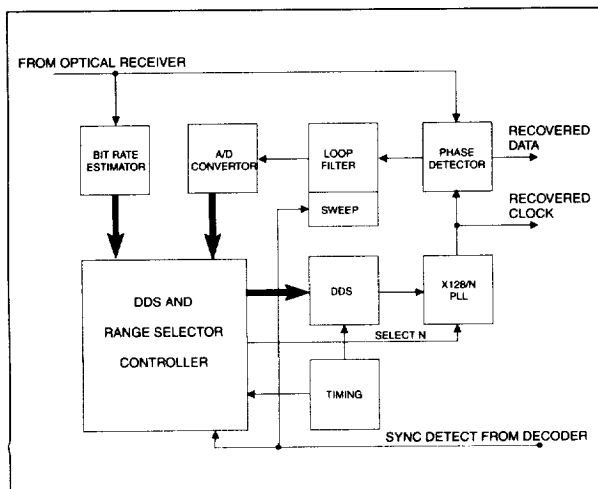 FROM OPTICAL RECEIVER
BIT RATE
ESTIMATOR
A/D
CONVERTOR
LOOP
FILTER
SWEEP
PHASE
DETECTOR
RECOVERED
DATA
RECOVERED
CLOCK
DDS AND
RANGE SELECTOR
CONTROLLER
DDS
X128/N
PLL
SELECT N
TIMING
SYNC DETECT FROM DECODER